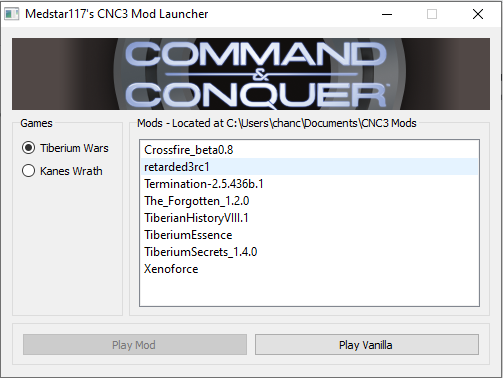 Medstar117's CNC3 Mod Launcher
COMMAND
&
CONQUER™
Games
Tiberium Wars
Kanes Wrath
Mods - Located at C:\Users\chanc\Documents\CNC3 Mods
Crossfire_beta0.8
retarded3rc1
Termination-2.5.436b.1
The_Forgotten_1.2.0
TiberianHistoryVIII.1
TiberiumEssence
TiberiumSecrets_1.4.0
Xenoforce
Play Mod
Play Vanilla